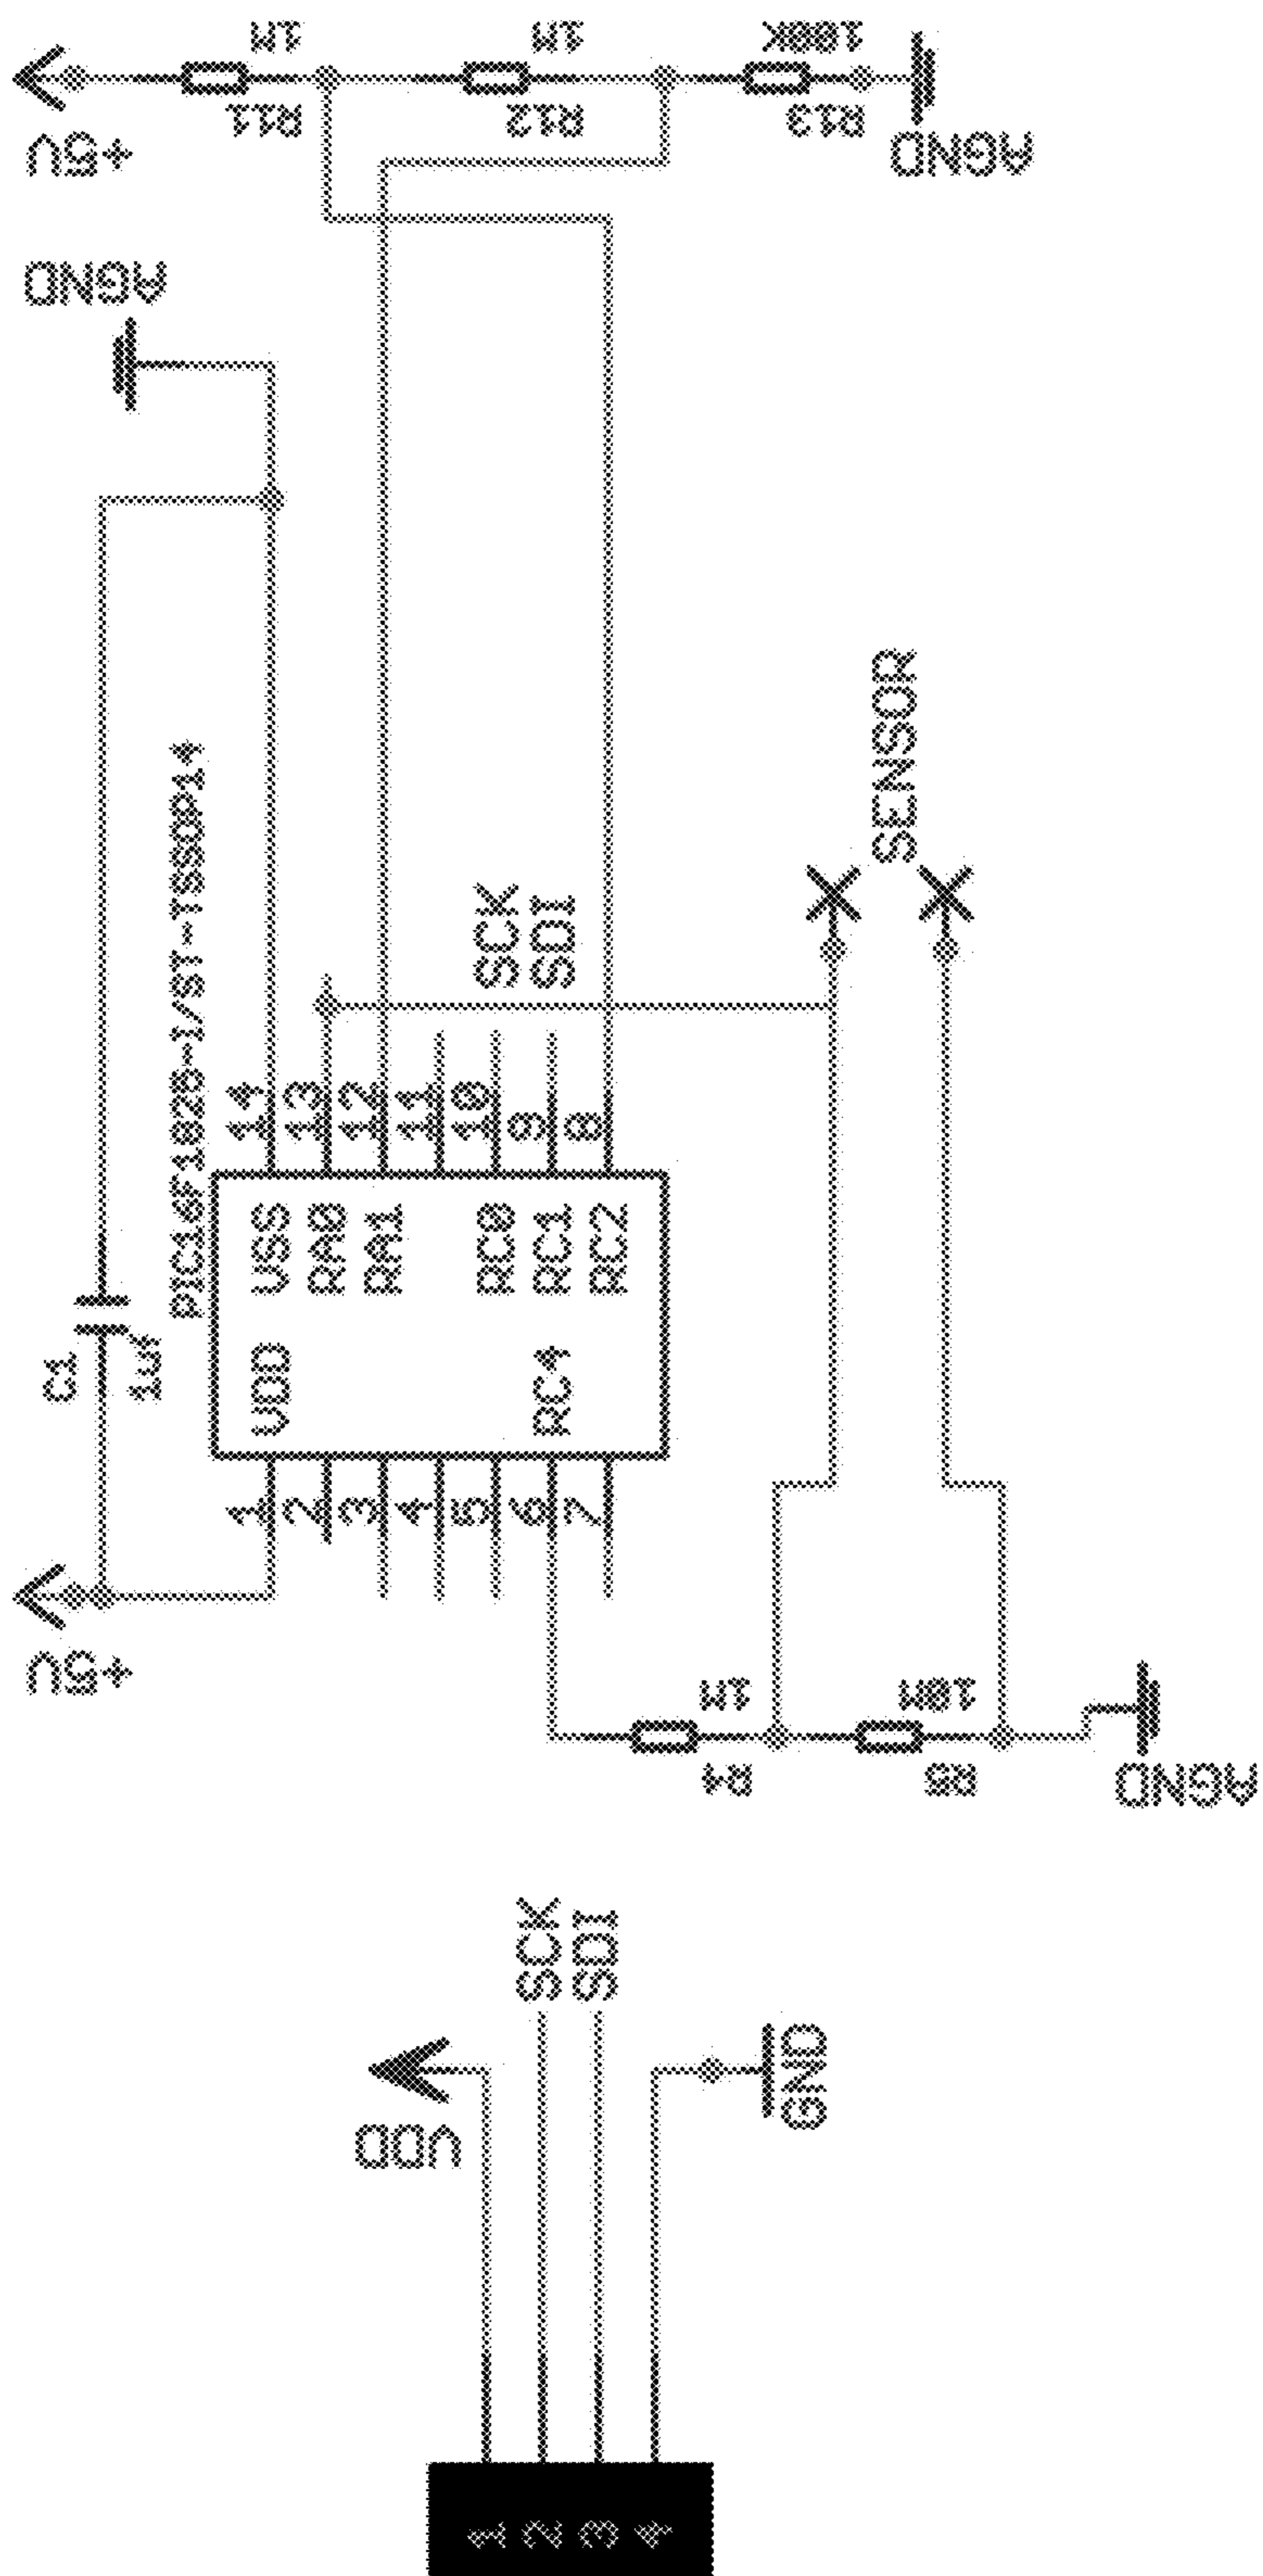 1M
1M
100K
R11
R12
R13
+5V
AGND
AGND
SENSOR
PIC16F1828-I/ST-TSSOP14
SCK
SDI
14
13
12
11
10
9
8
VSS
RA0
RA1
RC0
RC1
RC2
VDD
RC4
C1
1uf
1
2
3
4
5
6
7
+5V
1M
10M
R4
R5
AGND
SCK
SDI
VDD
GND
1
2
3
4